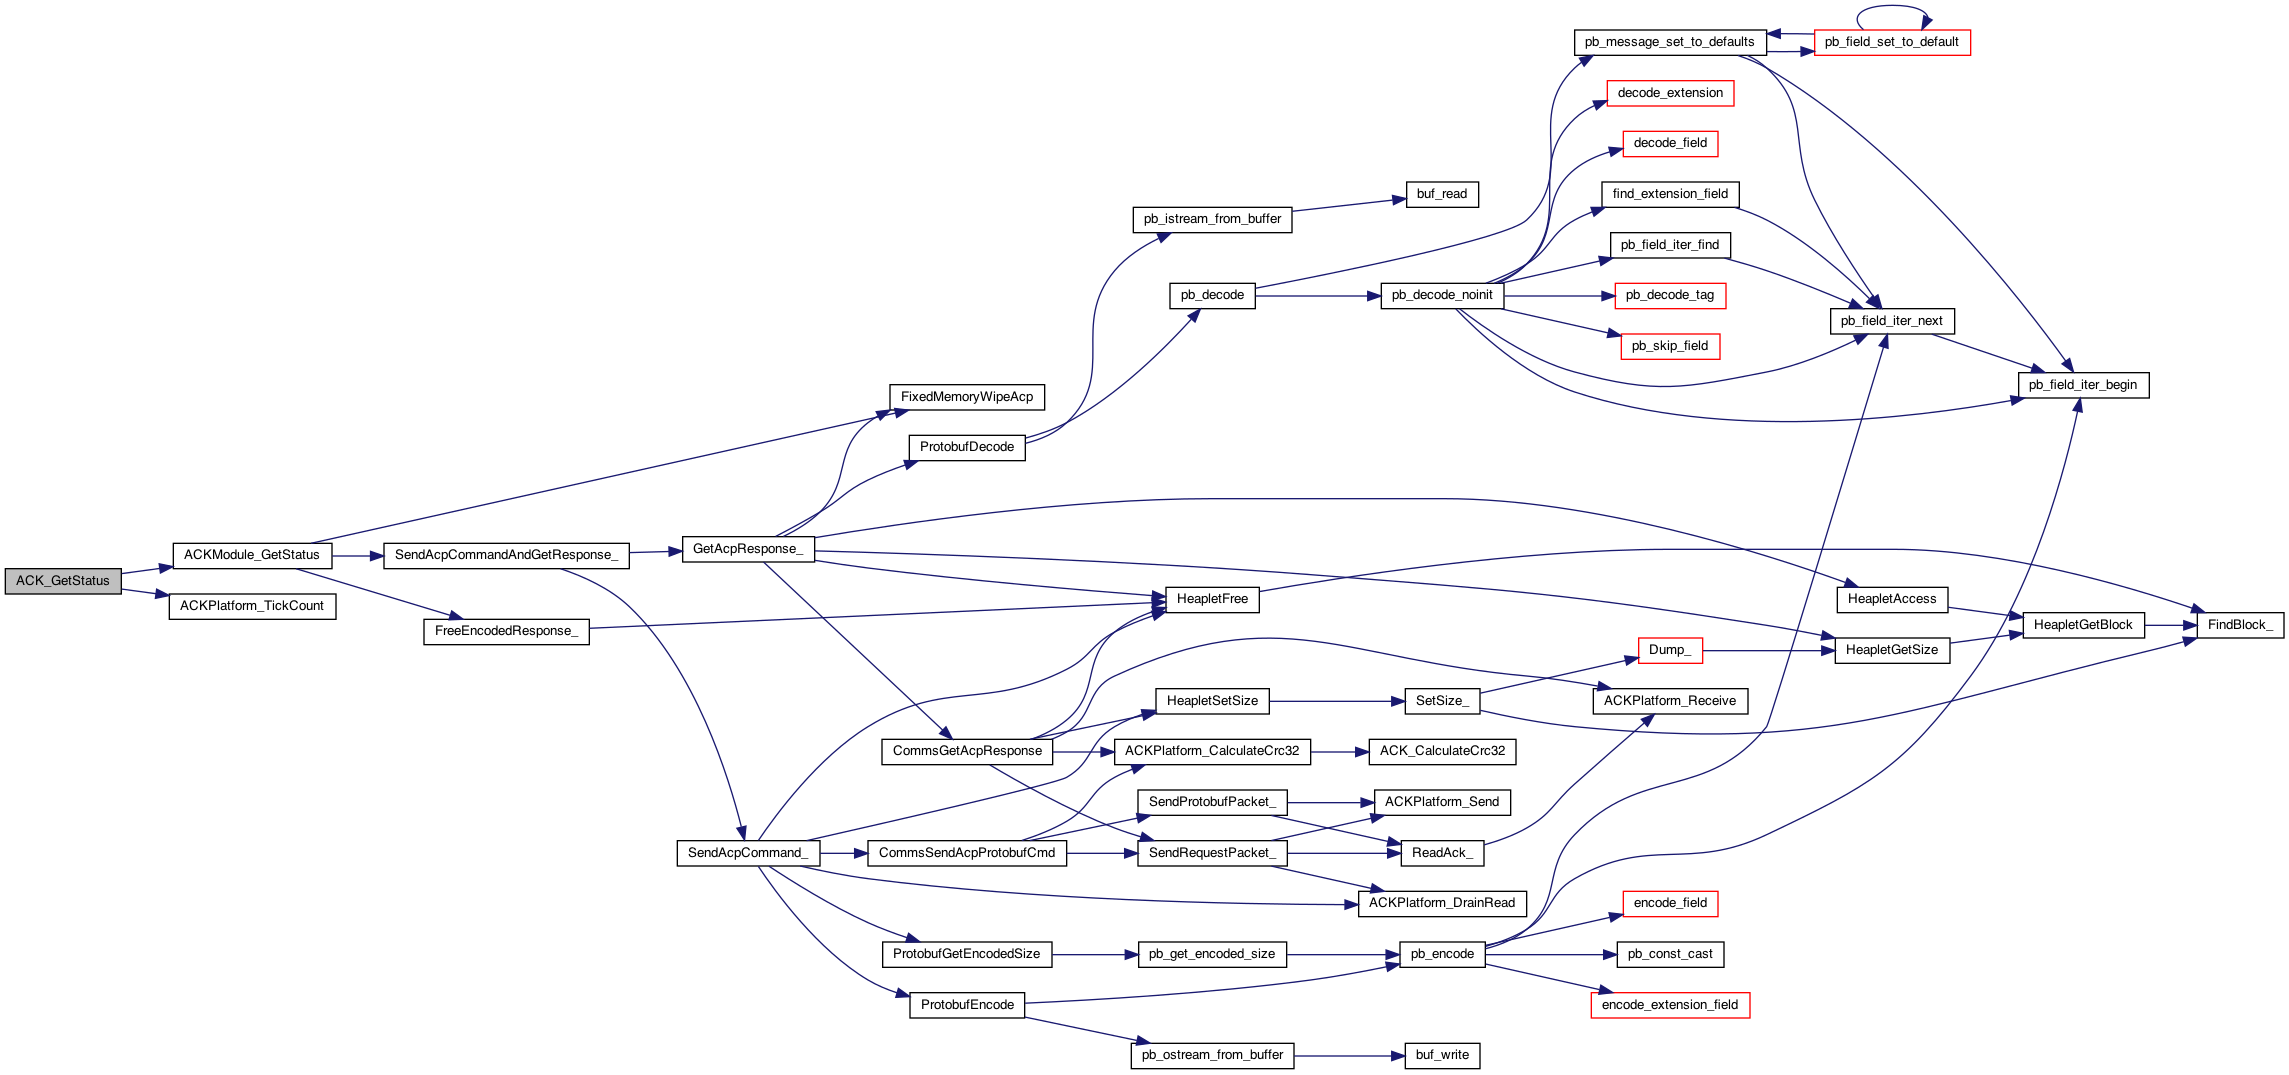 ACK_GetStatus
ACKModule_GetStatus
ACKPlatform_TickCount
SendAcpCommandAndGetResponse_
FreeEncodedResponse_
GetAcpResponse_
SendAcpCommand_
FixedMemoryWipeAcp
ProtobufDecode
CommsGetAcpResponse
CommsSendAcpProtobufCmd
ProtobufGetEncodedSize
ProtobufEncode
pb_istream_from_buffer
pb_decode
HeapletFree
HeapletSetSize
ACKPlatform_CalculateCrc32
SendProtobufPacket_
SendRequestPacket_
pb_get_encoded_size
pb_ostream_from_buffer
buf_read
pb_decode_noinit
SetSize_
ACK_CalculateCrc32
ACKPlatform_Send
ReadAck_
ACKPlatform_DrainRead
pb_encode
buf_write
pb_message_set_to_defaults
decode_extension
decode_field
find_extension_field
pb_field_iter_find
pb_decode_tag
pb_skip_field
Dump_
ACKPlatform_Receive
encode_field
pb_const_cast
encode_extension_field
pb_field_set_to_default
pb_field_iter_next
HeapletAccess
HeapletGetSize
pb_field_iter_begin
HeapletGetBlock
FindBlock_